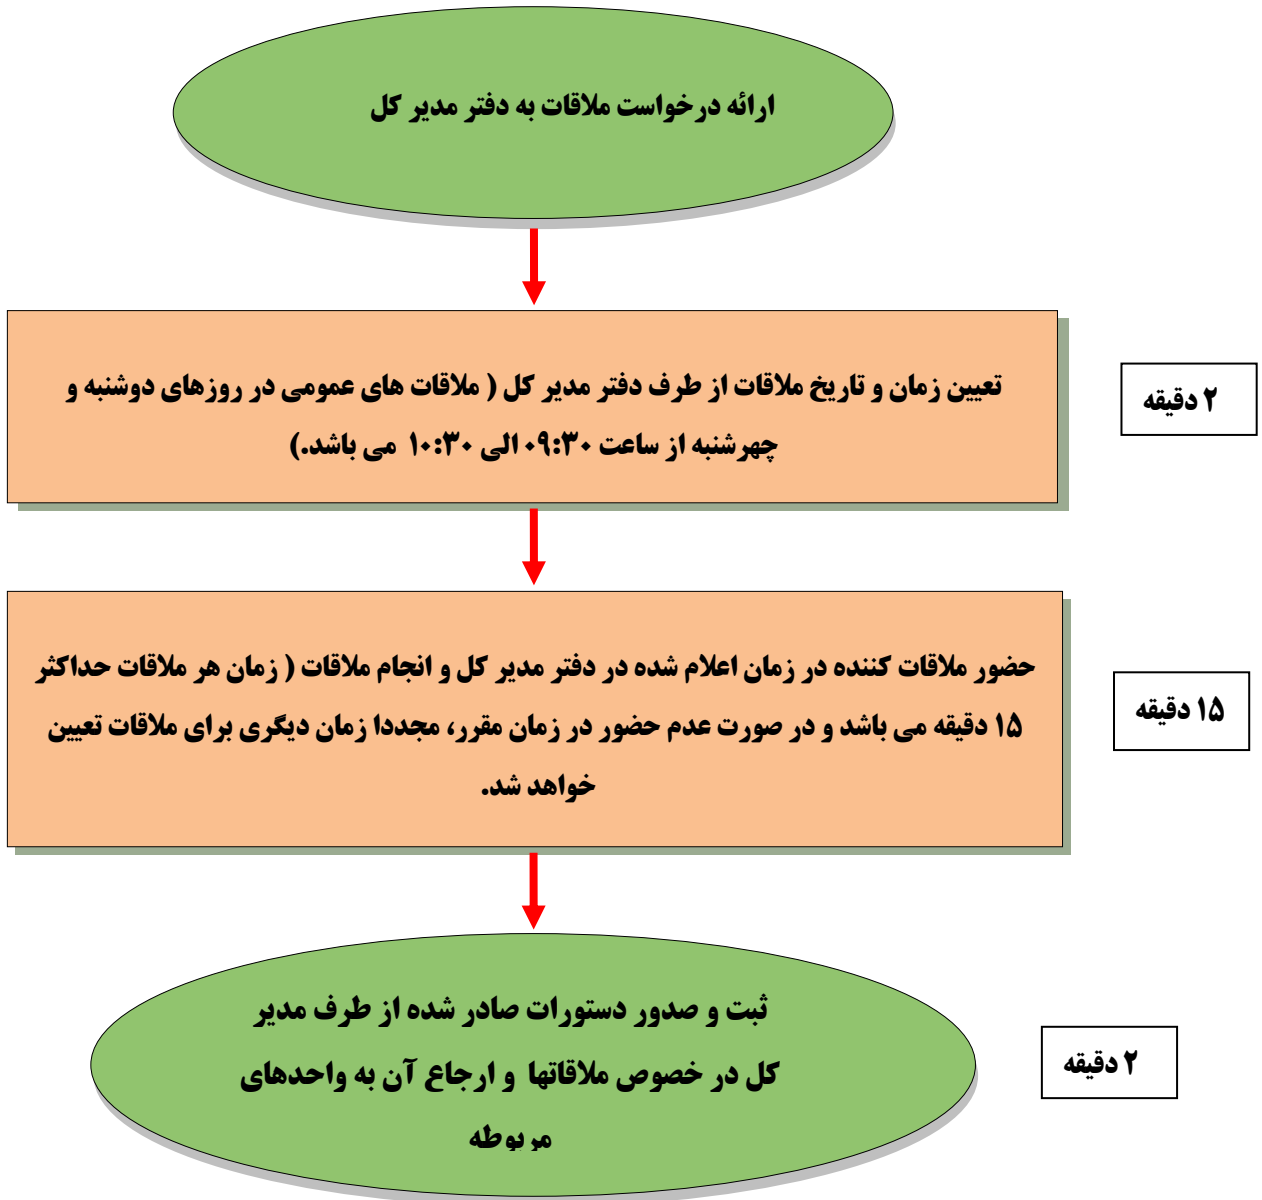 ارائه درخواست ملاقات به دفتر مدیر کل
تعیین زمان و تاریخ ملاقات از طرف دفتر مدیر کل ( ملاقات های عمومی در روزهای دوشنبه و
چهرشنبه از ساعت ۰۹:۳۰ الی ۱۰:۳۰ می باشد.)
۲ دقیقه
حضور ملاقات کننده در زمان اعلام شده در دفتر مدیر کل و انجام ملاقات ( زمان هر ملاقات حداکثر
۱۵ دقیقه می باشد و در صورت عدم حضور در زمان مقرر، مجددا زمان دیگری برای ملاقات تعیین
خواهد شد.
۱۵ دقیقه
ثبت و صدور دستورات صادر شده از طرف مدیر
کل در خصوص ملاقاتها و ارجاع آن به واحدهای
مربوطه
۲ دقیقه